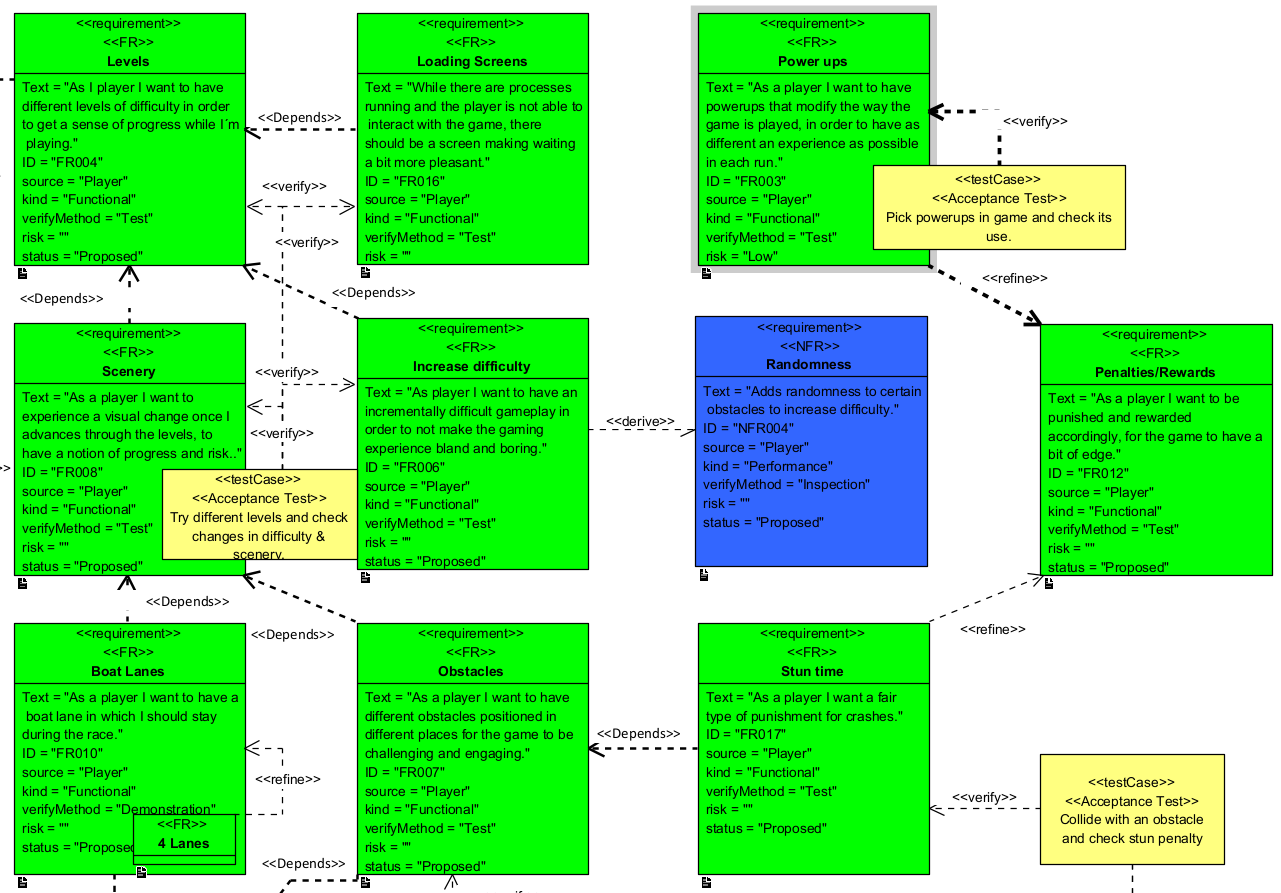 <<requirement>>
<<FR>>
Levels
Text = "As I player I want to have
different levels of difficulty in order
to get a sense of progress while I´m
playing."
ID = "FR004"
source = "Player"
kind = "Functional"
verifyMethod = "Test"
risk = ""
status = "Proposed"
<<requirement>>
<<FR>>
Loading Screens
Text = "While there are processes
running and the player is not able to
interact with the game, there
should be a screen making waiting
a bit more pleasant."
ID = "FR016"
source = "Player"
kind = "Functional"
verifyMethod = "Test"
risk = ""
<<requirement>>
<<FR>>
Power ups
Text = "As a player I want to have
powerups that modify the way the
game is played, in order to have as
different an experience as possible
in each run."
ID = "FR003"
source = "Player"
kind = "Functional"
verifyMethod = "Test"
risk = "Low"
<<Depends>>
<<verify>>
<<verify>>
<<verify>>
<<testCase>>
<<Acceptance Test>>
Pick powerups in game and check its
use.
<<refine>>
<<Depends>>
<<Depends>>
<<requirement>>
<<FR>>
Scenery
Text = "As a player I want to
experience a visual change once I
advances through the levels, to
have a notion of progress and risk.."
ID = "FR008"
source = "Player"
kind = "Functional"
verifyMethod = "Test"
risk = ""
status = "Proposed"
<<verify>>
<<verify>>
<<testCase>>
<<Acceptance Test>>
Try different levels and check
changes in difficulty &
scenery.
<<requirement>>
<<FR>>
Increase difficulty
Text = "As player I want to have an
incrementally difficult gameplay in
order to not make the gaming
experience bland and boring."
ID = "FR006"
source = "Player"
kind = "Functional"
verifyMethod = "Test"
risk = ""
status = "Proposed"
<<derive>>
<<requirement>>
<<NFR>>
Randomness
Text = "Adds randomness to certain
obstacles to increase difficulty."
ID = "NFR004"
source = "Player"
kind = "Performance"
verifyMethod = "Inspection"
risk = ""
status = "Proposed"
<<requirement>>
<<FR>>
Penalties/Rewards
Text = "As a player I want to be
punished and rewarded
accordingly, for the game to have a
bit of edge."
ID = "FR012"
source = "Player"
kind = "Functional"
verifyMethod = "Test"
risk = ""
status = "Proposed"
>>
<<Depends>>
<<Depends>>
<<refine>>
<<requirement>>
<<FR>>
Boat Lanes
Text = "As a player I want to have a
boat lane in which I should stay
during the race."
ID = "FR010"
source = "Player"
kind = "Functional"
verifyMethod = "Demonstration"
risk = ""
status = "Proposed
<<FR>>
4 Lanes
<<refine>>
<<requirement>>
<<FR>>
Obstacles
Text = "As a player I want to have
different obstacles positioned in
different places for the game to be
challenging and engaging."
ID = "FR007"
source = "Player"
kind = "Functional"
verifyMethod = "Test"
risk = ""
status = "Proposed"
<<Depends>>
<<requirement>>
<<FR>>
Stun time
Text = "As a player I want a fair
type of punishment for crashes."
ID = "FR017"
source = "Player"
kind = "Functional"
verifyMethod = "Test"
risk = ""
status = "Proposed"
<<verify>>
<<testCase>>
<<Acceptance Test>>
Collide with an obstacle
and check stun penalty
<<Depends>>